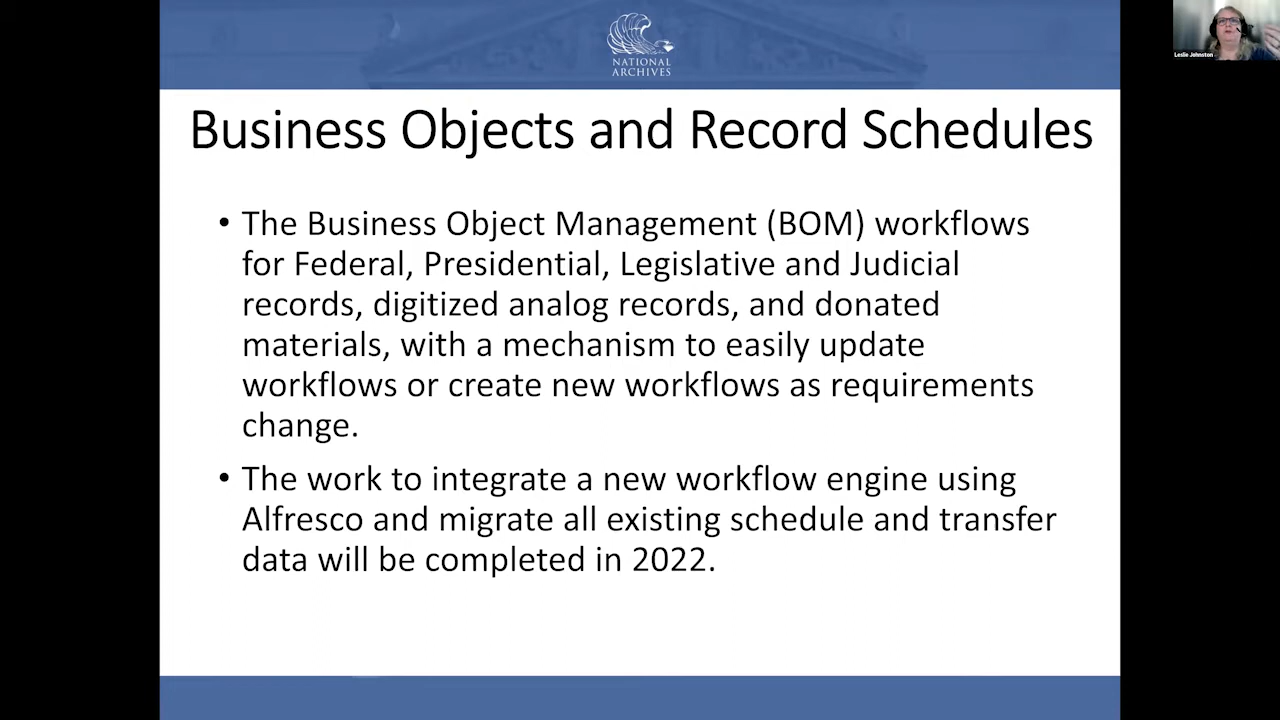 NATIONAL
ARCHIVES
Leslie Johnston
Business Objects and Record Schedules
• The Business Object Management (BOM) workflows
for Federal, Presidential, Legislative and Judicial
records, digitized analog records, and donated
materials, with a mechanism to easily update
workflows or create new workflows as requirements
change.
• The work to integrate a new workflow engine using
Alfresco and migrate all existing schedule and transfer
data will be completed in 2022.